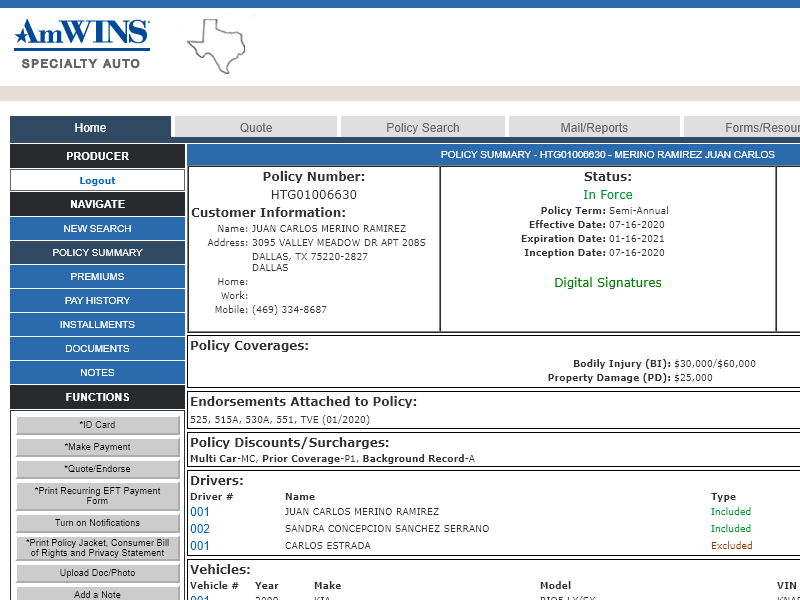 AmWINS
SPECIALTY AUTO
Home
Quote
Policy Search
Mail/Reports
Forms/Resour
PRODUCER
Logout
NAVIGATE
NEW SEARCH
POLICY SUMMARY
PREMIUMS
PAY HISTORY
INSTALLMENTS
DOCUMENTS
NOTES
FUNCTIONS
*ID Card
*Make Payment
*Quote/Endorse
*Print Recurring EFT Payment
Form
Turn on Notifications
*Print Policy Jacket, Consumer Bill
of Rights and Privacy Statement
Upload Doc/Photo
Add a Note
POLICY SUMMARY - HTG01006630 - MERINO RAMIREZ JUAN CARLOS
Policy Number:
HTG01006630
Customer Information:
Name: JUAN CARLOS MERINO RAMIREZ
Address: 3095 VALLEY MEADOW DR APT 208S
DALLAS, TX 75220-2827
DALLAS
Home:
Work:
Mobile: (469) 334-8687
Status:
In Force
Policy Term: Semi-Annual
Effective Date: 07-16-2020
Expiration Date: 01-16-2021
Inception Date: 07-16-2020
Digital Signatures
Policy Coverages:
Bodily Injury (BI): $30,000/$60,000
Property Damage (PD): $25,000
Endorsements Attached to Policy:
525, 515A, 530A, 551, TVE (01/2020)
Policy Discounts/Surcharges:
Multi Car-MC, Prior Coverage-P1, Background Record-A
Drivers:
Driver # Name Type
001 JUAN CARLOS MERINO RAMIREZ Included
002 SANDRA CONCEPCION SANCHEZ SERRANO Included
001 CARLOS ESTRADA Excluded
Vehicles:
Vehicle # Year Make Model VIN
001 2009 KIA